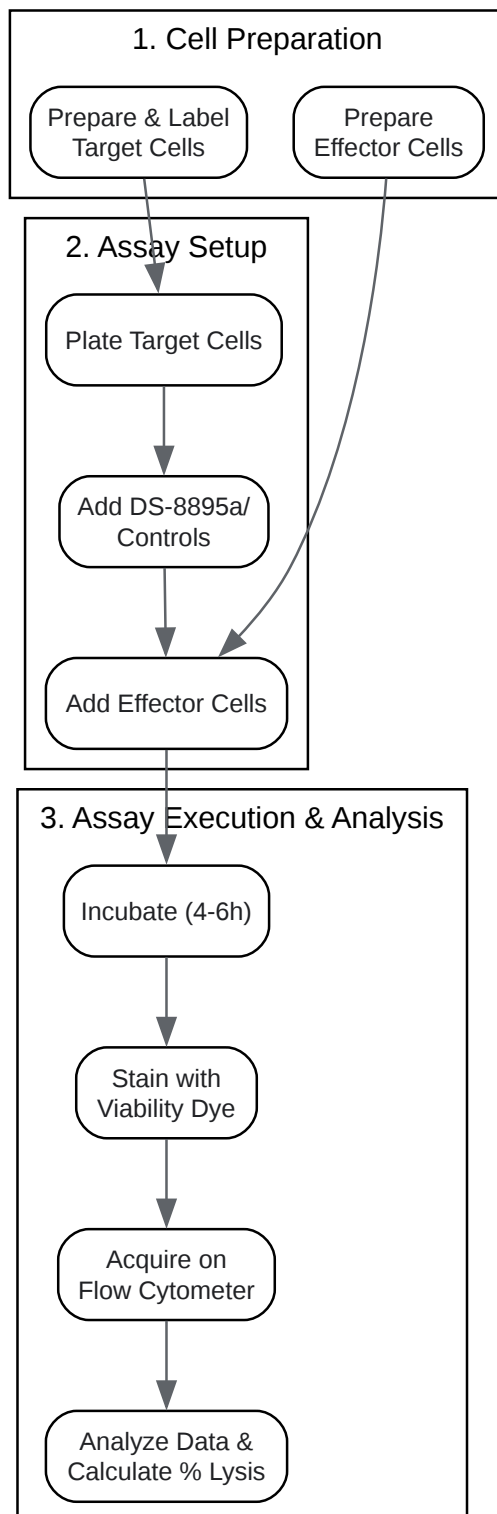 1. Cell Preparation
Prepare & Label
Target Cells
Prepare
Effector Cells
2. Assay Setup
Plate Target Cells
Add DS-8895a/
Controls
Add Effector Cells
3. Assay Execution & Analysis
Incubate (4-6h)
Stain with
Viability Dye
Acquire on
Flow Cytometer
Analyze Data &
Calculate % Lysis